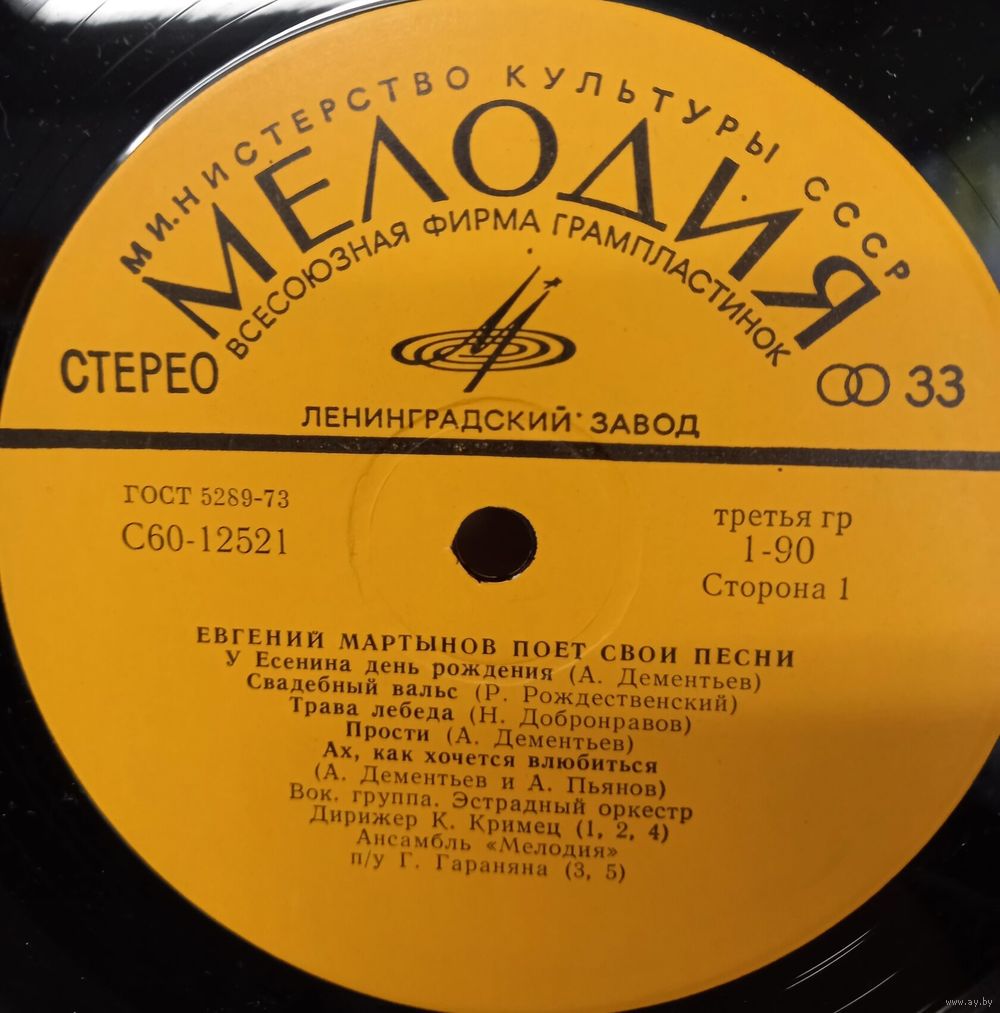 МИНИСТЕРСТВО КУЛЬТУРЫ СССР
МЕЛОДИЯ
ВСЕСОЮЗНАЯ ФИРМА ГРАМПЛАСТИНОК
СТЕРЕО
33
ЛЕНИНГРАДСКИЙ ЗАВОД
ГОСТ 5289-73
С60-12521
третья гр
1-90
Сторона 1
ЕВГЕНИЙ МАРТЫНОВ ПОЕТ СВОИ ПЕСНИ
У Есенина день рождения (А. Дементьев)
Свадебный вальс (Р. Рождественский)
Трава лебеда (Н. Добронравов)
Прости (А. Дементьев)
Ах, как хочется влюбиться
(А. Дементьев и А. Пьянов)
Вок. группа. Эстрадный оркестр
Дирижер К. Кримец (1, 2, 4)
Ансамбль «Мелодия»
п/у Г. Гараняна (3, 5)
www.ay.by